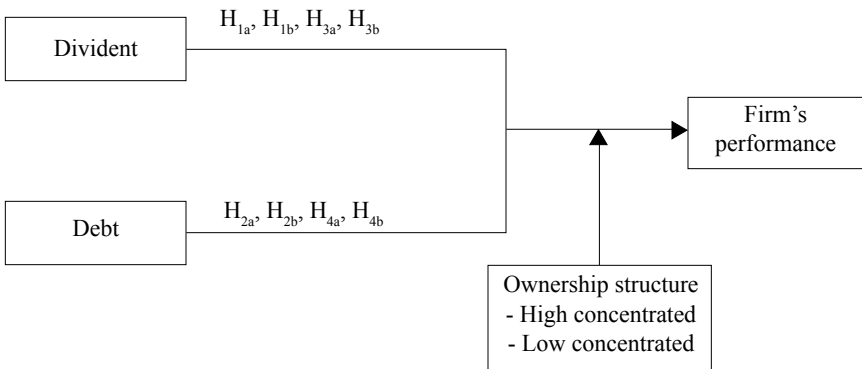 H1a, H1b, H3a, H3b
Divident
Firm's
performance
H2a, H2b, H4a, H4b
Debt
Ownership structure
- High concentrated
- Low concentrated